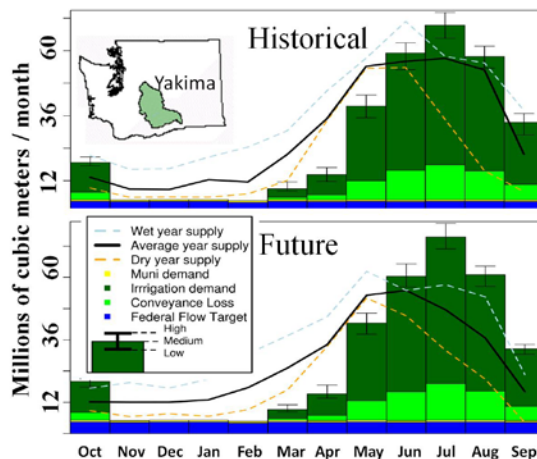 Historical
Yakima
60
36
12
Millions of cubic meters / month
Future
Wet year supply
Average year supply
Dry year supply
Muni demand
Irrigation demand
Conveyance Loss
Federal Flow Target
High
Medium
Low
60
36
12
Oct Nov Dec Jan Feb Mar Apr May Jun Jul Aug Sep